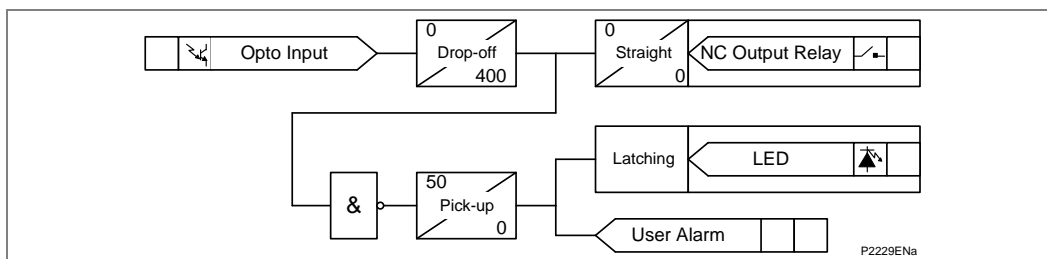 0
0
Opto Input
Drop-off
Straight
NC Output Relay
400
0
Latching
LED
50
&
Pick-up
0
User Alarm
P2229ENa